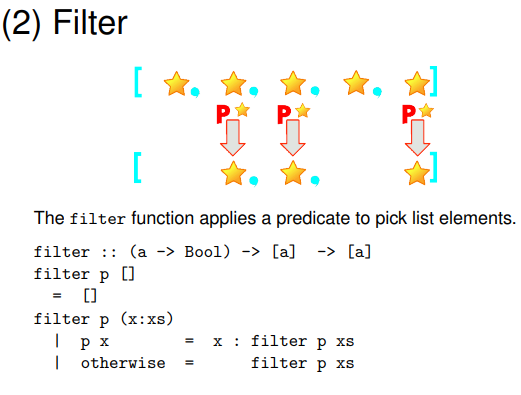 (2) Filter
[ , , , , ]
P P P
[ , , ]
The filter function applies a predicate to pick list elements.
filter :: (a -> Bool) -> [a] -> [a]
filter p []
= []
filter p (x:xs)
| p x = x : filter p xs
| otherwise = filter p xs